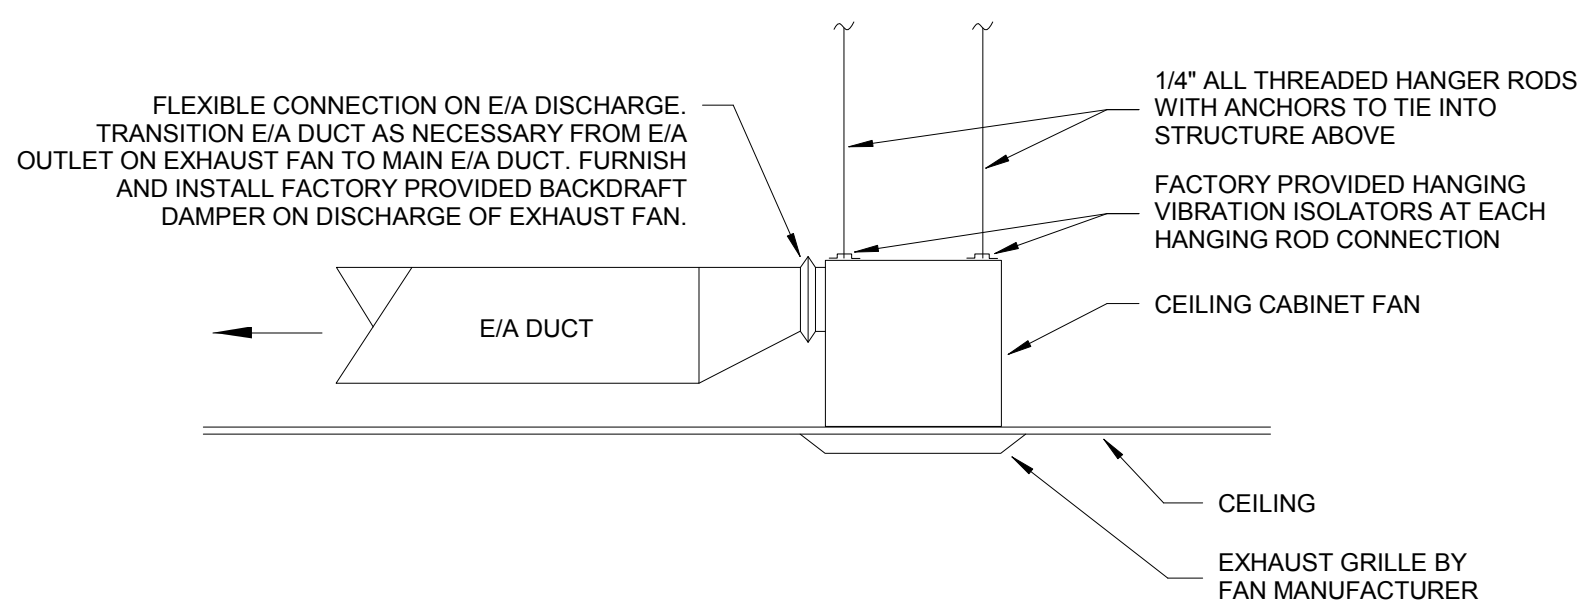 FLEXIBLE CONNECTION ON E/A DISCHARGE.
TRANSITION E/A DUCT AS NECESSARY FROM E/A
OUTLET ON EXHAUST FAN TO MAIN E/A DUCT. FURNISH
AND INSTALL FACTORY PROVIDED BACKDRAFT
DAMPER ON DISCHARGE OF EXHAUST FAN.
1/4" ALL THREADED HANGER RODS
WITH ANCHORS TO TIE INTO
STRUCTURE ABOVE
FACTORY PROVIDED HANGING
VIBRATION ISOLATORS AT EACH
HANGING ROD CONNECTION
CEILING CABINET FAN
E/A DUCT
CEILING
EXHAUST GRILLE BY
FAN MANUFACTURER